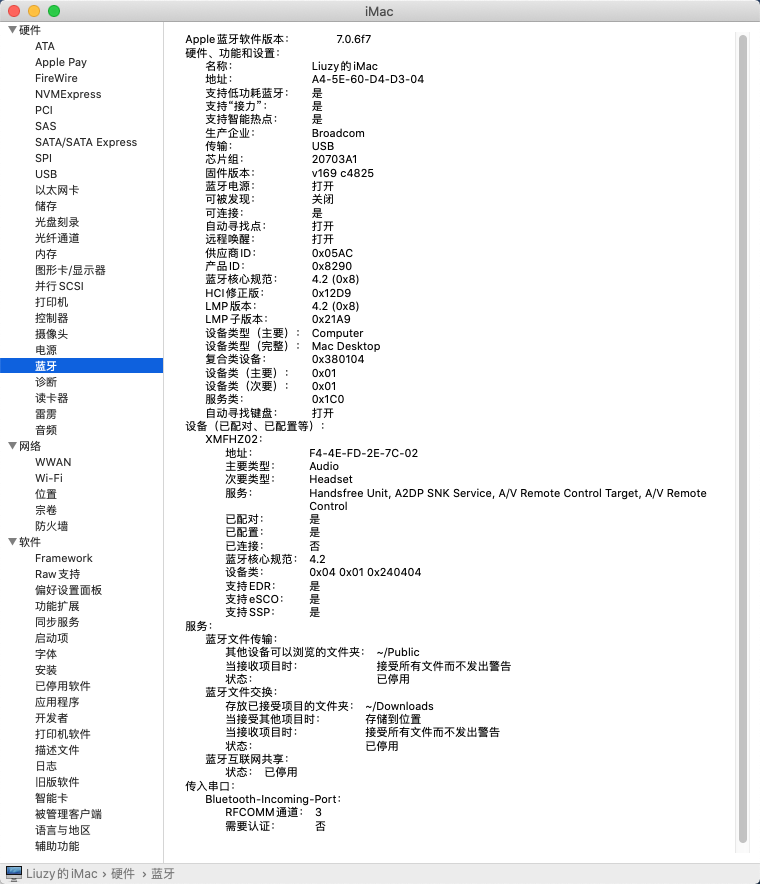 iMac
硬件
ATA
Apple Pay
FireWire
NVMExpress
PCI
SAS
SATA/SATA Express
SPI
USB
以太网卡
储存
光盘刻录
光纤通道
内存
图形卡/显示器
并行SCSI
打印机
控制器
摄像头
电源
蓝牙
诊断
读卡器
雷雳
音频
网络
WWAN
Wi-Fi
位置
宗卷
防火墙
软件
Framework
Raw支持
偏好设置面板
功能扩展
同步服务
启动项
字体
安装
已停用软件
应用程序
开发者
打印机软件
描述文件
日志
旧版软件
智能卡
被管理客户端
语言与地区
辅助功能
Apple蓝牙软件版本： 7.0.6f7
硬件、功能和设置：
名称： Liuzy的iMac
地址： A4-5E-60-D4-D3-04
支持低功耗蓝牙： 是
支持“接力”： 是
支持智能热点： 是
生产企业： Broadcom
传输： USB
芯片组： 20703A1
固件版本： v169 c4825
蓝牙电源： 打开
可被发现： 关闭
可连接： 是
自动寻找点： 打开
远程唤醒： 打开
供应商ID： 0x05AC
产品ID： 0x8290
蓝牙核心规范： 4.2 (0x8)
HCI修正版： 0x12D9
LMP版本： 4.2 (0x8)
LMP子版本： 0x21A9
设备类型（主要）： Computer
设备类型（完整）： Mac Desktop
复合类设备： 0x380104
设备类（主要）： 0x01
设备类（次要）： 0x01
服务类： 0x1C0
自动寻找键盘： 打开
设备（已配对、已配置等）：
XMFHZ02：
地址： F4-4E-FD-2E-7C-02
主要类型： Audio
次要类型： Headset
服务： Handsfree Unit, A2DP SNK Service, A/V Remote Control Target, A/V Remote
Control
已配对： 是
已配置： 是
已连接： 否
蓝牙核心规范： 4.2
设备类： 0x04 0x01 0x240404
支持EDR： 是
支持eSCO： 是
支持SSP： 是
服务：
蓝牙文件传输：
其他设备可以浏览的文件夹： ~/Public
当接收项目时： 接受所有文件而不发出警告
状态： 已停用
蓝牙文件交换：
存放已接受项目的文件夹： ~/Downloads
当接受其他项目时： 存储到位置
当接收项目时： 接受所有文件而不发出警告
状态： 已停用
蓝牙互联网共享：
状态： 已停用
传入串口：
Bluetooth-Incoming-Port：
RFCOMM通道： 3
需要认证： 否
Liuzy的iMac › 硬件 › 蓝牙